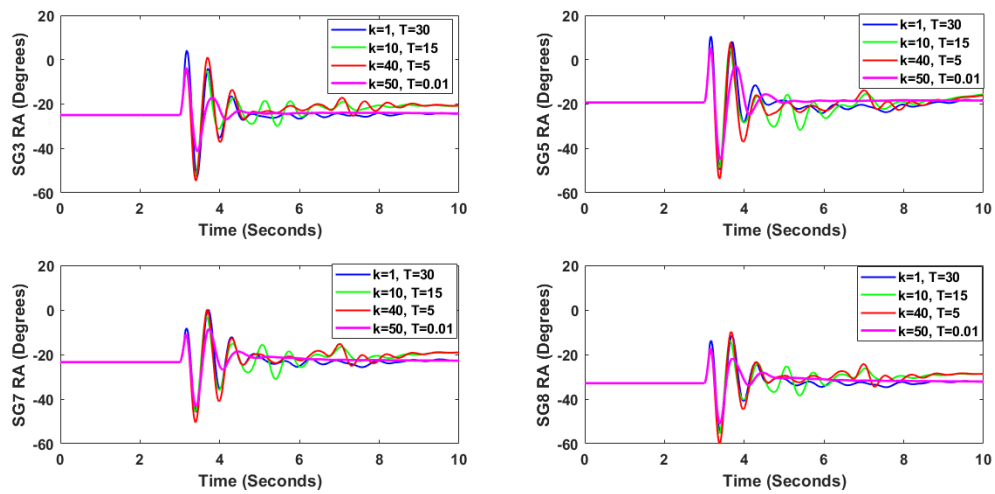 20
0
-20
-40
-60
SG3 RA (Degrees)
k=1, T=30
k=10, T=15
k=40, T=5
k=50, T=0.01
0
2
4
6
8
10
Time (Seconds)
20
0
-20
-40
-60
SG5 RA (Degrees)
k=1, T=30
k=10, T=15
k=40, T=5
k=50, T=0.01
0
2
4
6
8
10
Time (Seconds)
20
0
-20
-40
-60
SG7 RA (Degrees)
k=1, T=30
k=10, T=15
k=40, T=5
k=50, T=0.01
0
2
4
6
8
10
Time (Seconds)
20
0
-20
-40
-60
SG8 RA (Degrees)
k=1, T=30
k=10, T=15
k=40, T=5
k=50, T=0.01
0
2
4
6
8
10
Time (Seconds)